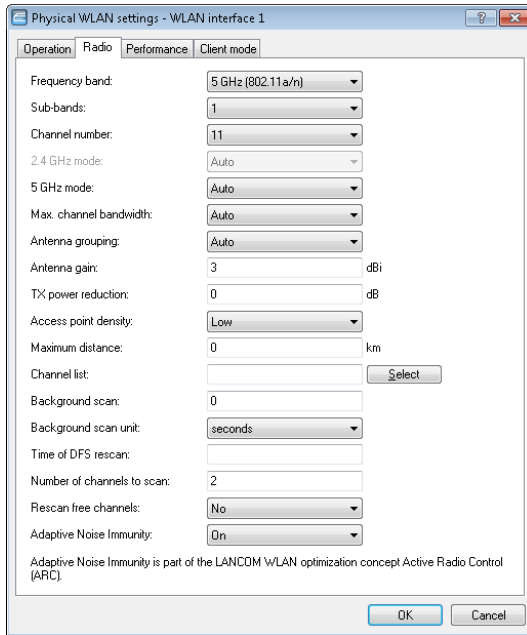 Physical WLAN settings - WLAN interface 1
Operation Radio Performance Client mode
Frequency band: 5 GHz (802.11a/n)
Sub-bands: 1
Channel number: 11
2.4 GHz mode: Auto
5 GHz mode: Auto
Max. channel bandwidth: Auto
Antenna grouping: Auto
Antenna gain: 3 dBi
TX power reduction: 0 dB
Access point density: Low
Maximum distance: 0 km
Channel list: Select
Background scan: 0
Background scan unit: seconds
Time of DFS rescan:
Number of channels to scan: 2
Rescan free channels: No
Adaptive Noise Immunity: On
Adaptive Noise Immunity is part of the LANCOM WLAN optimization concept Active Radio Control
(ARC).
OK Cancel